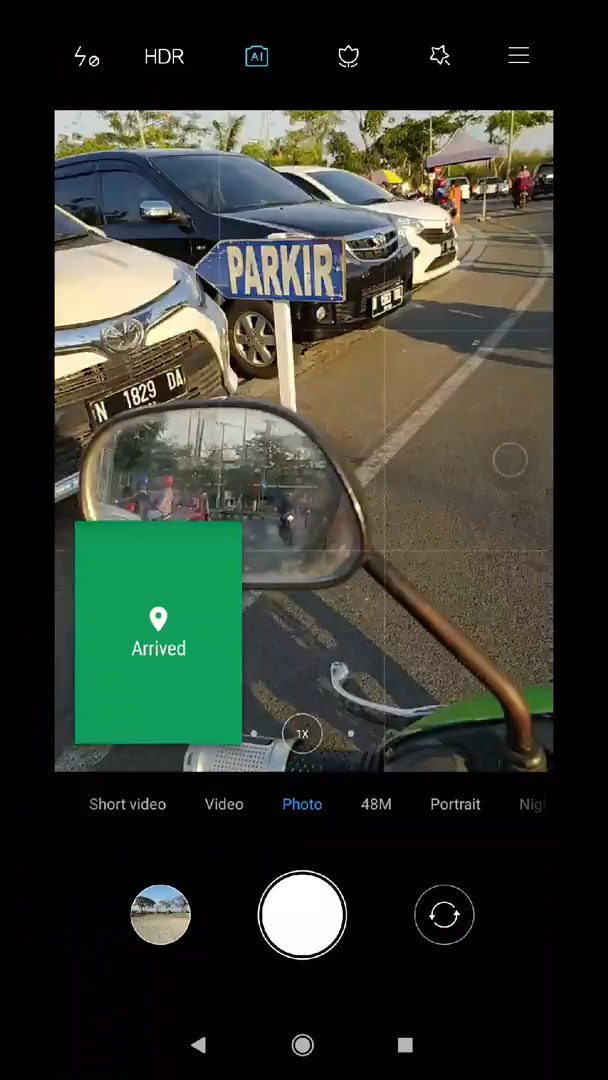 HDR
AI
PARKIR
N 1829 DA
Arrived
1X
Short video
Video
Photo
48M
Portrait